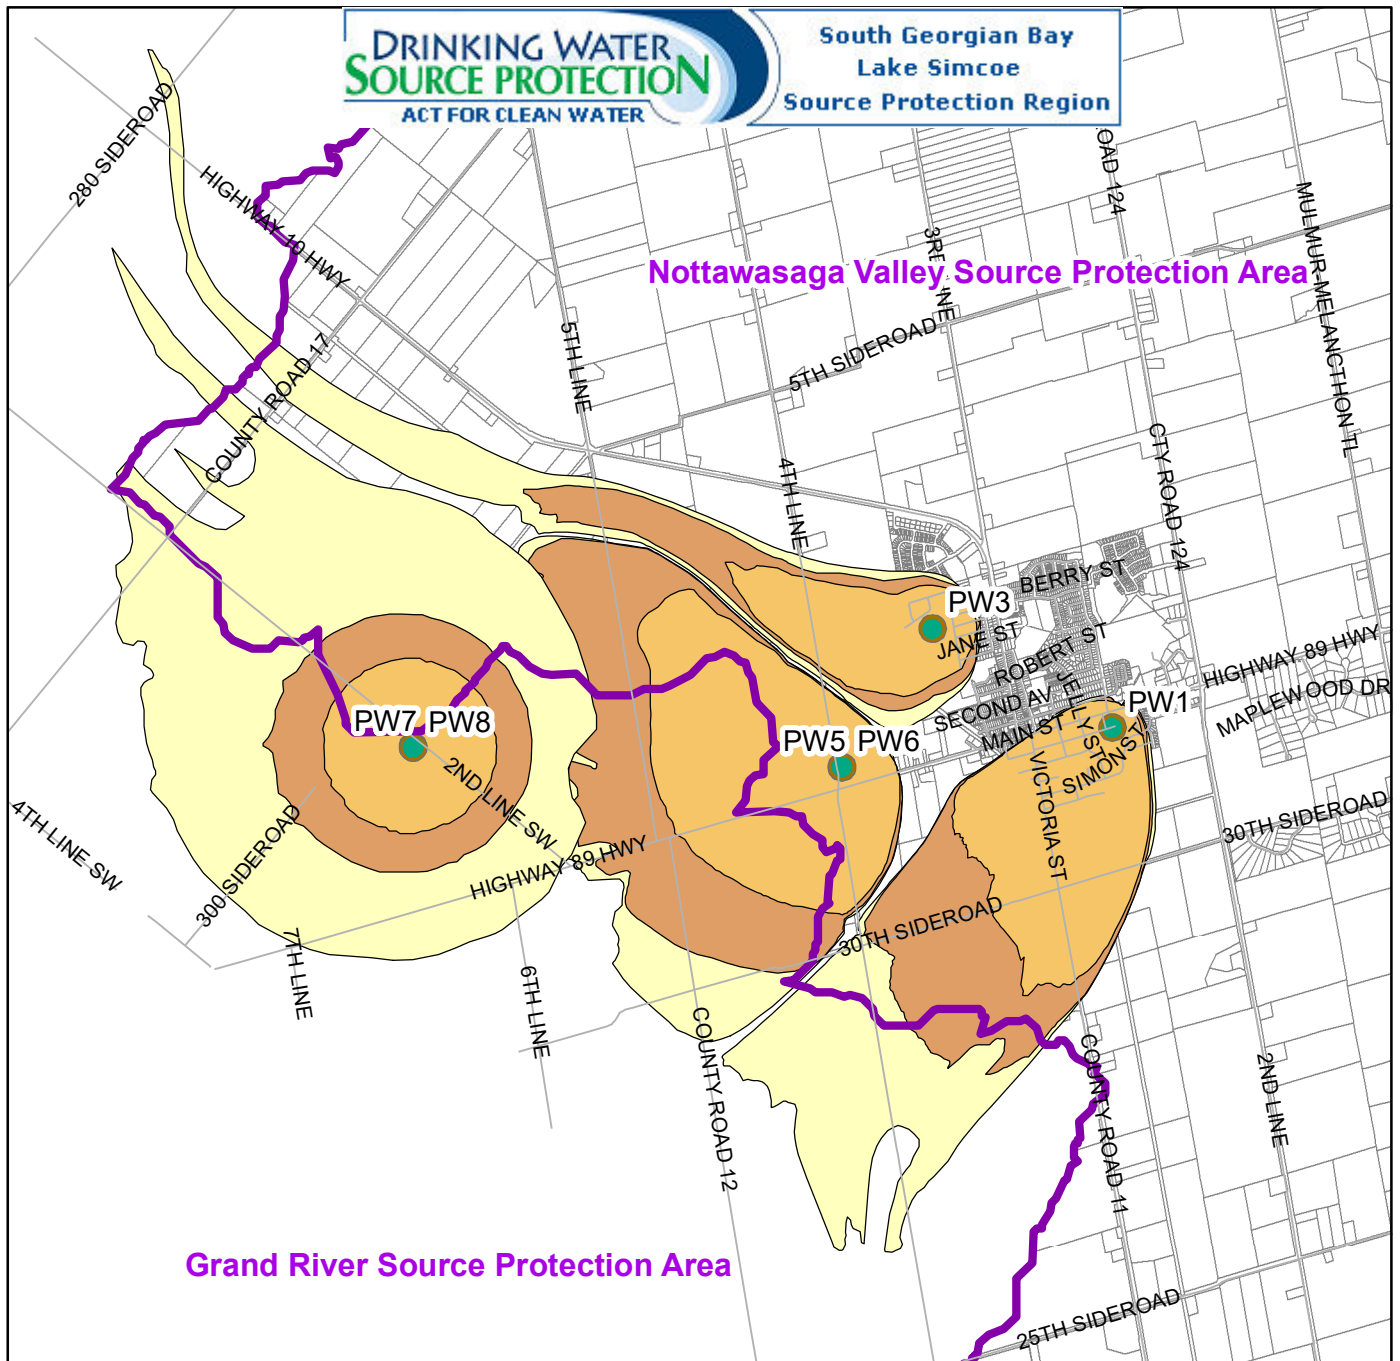 DRINKING WATER
SOURCE PROTECTION
ACT FOR CLEAN WATER
South Georgian Bay
Lake Simcoe
Source Protection Region
280 SIDEROAD
HIGHWAY 10 HWY
ROAD 124
MULMUR-MELANCTHON TL
3RD LINE
Nottawasaga Valley Source Protection Area
5TH LINE
5TH SIDEROAD
COUNTY ROAD 17
4TH LINE
CTY ROAD 124
BERRY ST
PW3
JANE ST
ROBERT ST
HIGHWAY 89 HWY
SECOND AV
JELLY ST
MAPLEWOOD DR
PW1
MAIN ST
SIMON ST
PW7 PW8
PW5 PW6
2ND LINE SW
VICTORIA ST
30TH SIDEROAD
4TH LINE SW
300 SIDEROAD
HIGHWAY 89 HWY
30TH SIDEROAD
7TH LINE
6TH LINE
COUNTY ROAD 12
COUNTY ROAD 11
2ND LINE
Grand River Source Protection Area
25TH SIDEROAD